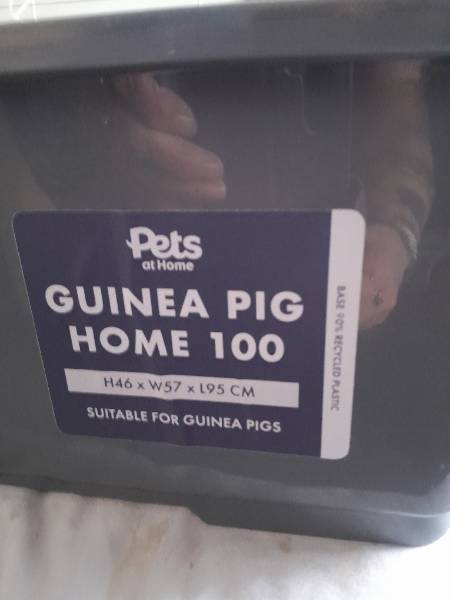 Pets
at Home
GUINEA PIG
HOME 100
H46 x W57 x L95 CM
SUITABLE FOR GUINEA PIGS
BASE 90% RECYCLED PLASTIC